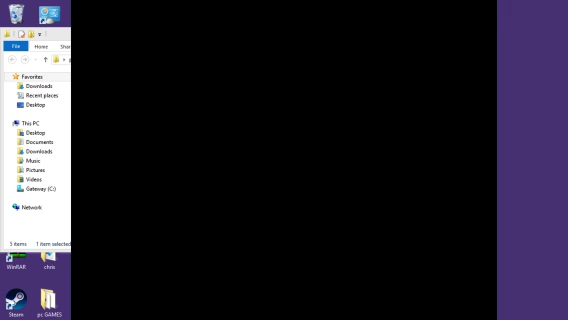 File Home Shar
Favorites
Downloads
Recent places
Desktop
This PC
Desktop
Documents
Downloads
Music
Pictures
Videos
Gateway (C:)
Network
5 items 1 item selected
WinRAR chris
Steam pc GAMES